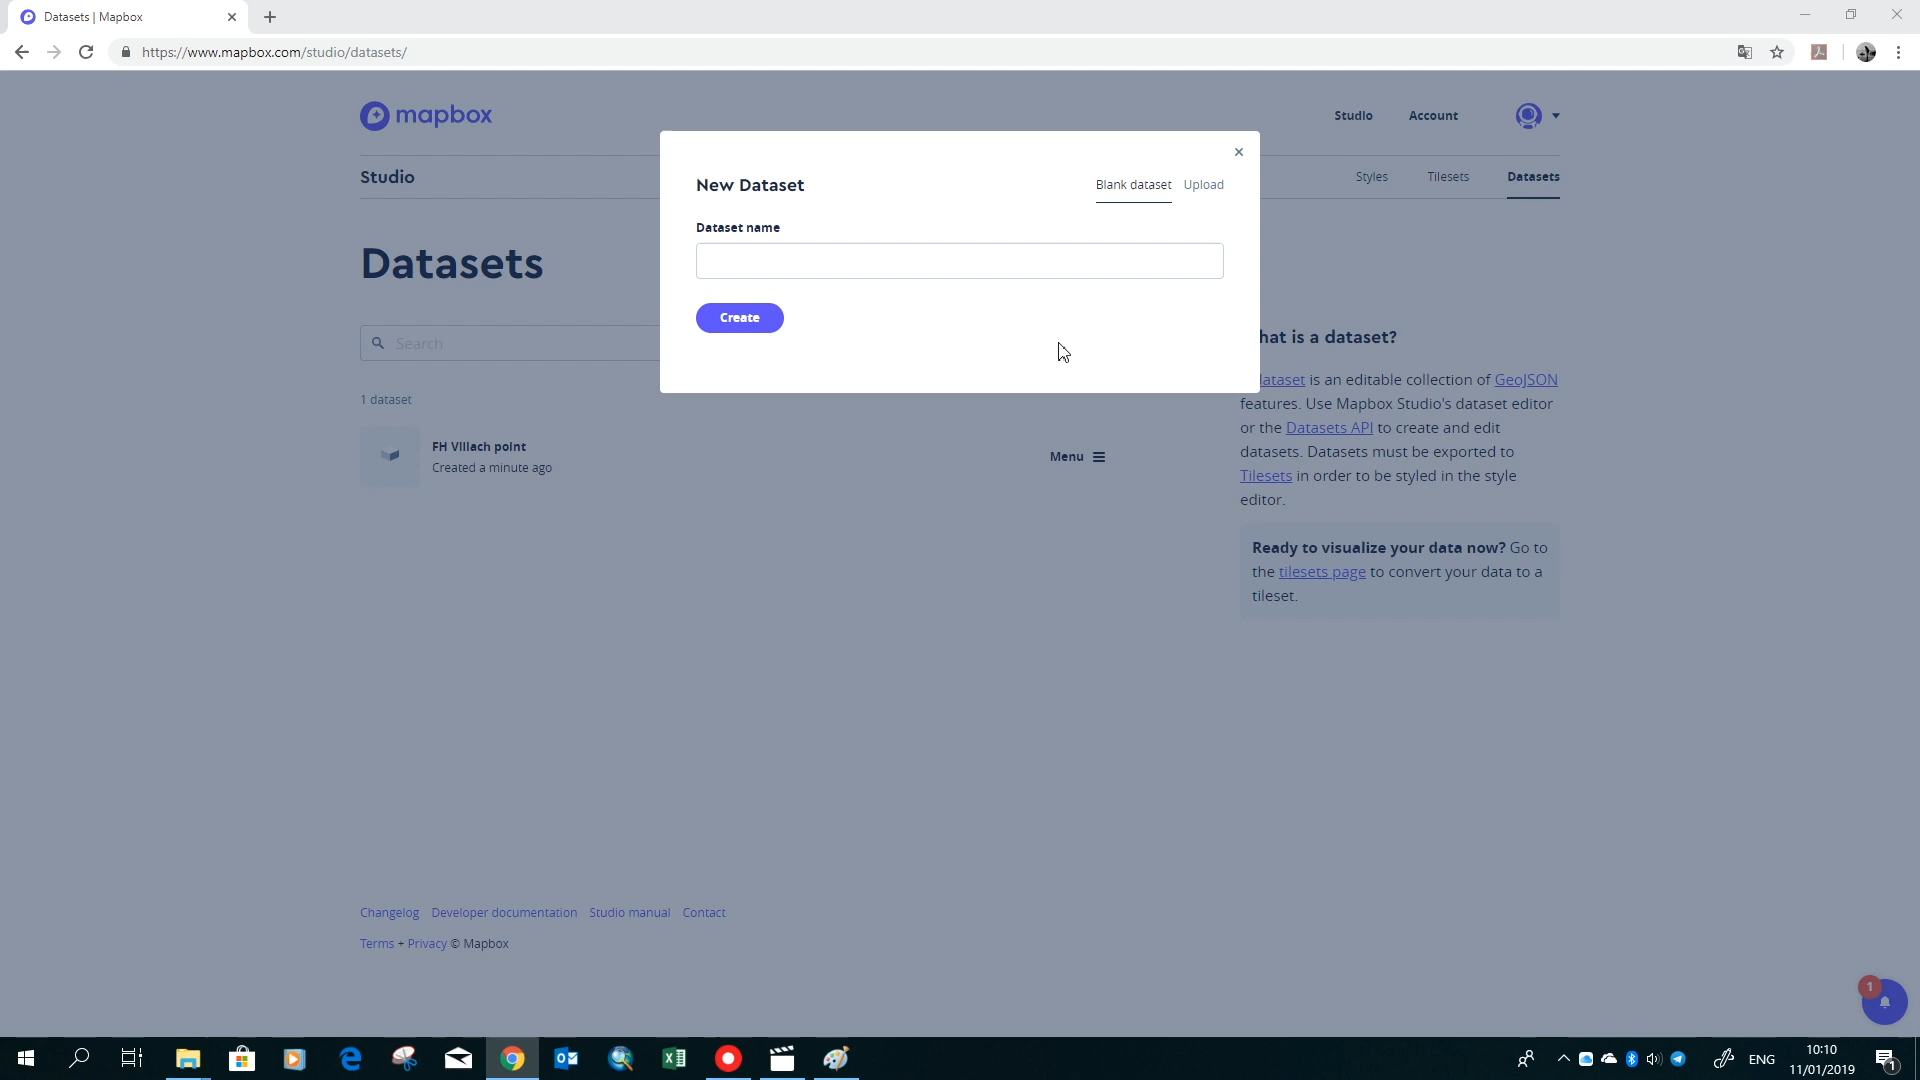 Datasets | Mapbox
https://www.mapbox.com/studio/datasets/
mapbox
Studio
Account
Studio
Styles
Tilesets
Datasets
New Dataset
Blank dataset
Upload
Dataset name
Create
Datasets
Search
1 dataset
FH Villach point
Created a minute ago
Menu
hat is a dataset?
ataset is an editable collection of GeoJSON
features. Use Mapbox Studio's dataset editor
or the Datasets API to create and edit
datasets. Datasets must be exported to
Tilesets in order to be styled in the style
editor.
Ready to visualize your data now? Go to
the tilesets page to convert your data to a
tileset.
Changelog Developer documentation Studio manual Contact
Terms + Privacy © Mapbox
1
ENG
10:10
11/01/2019
1